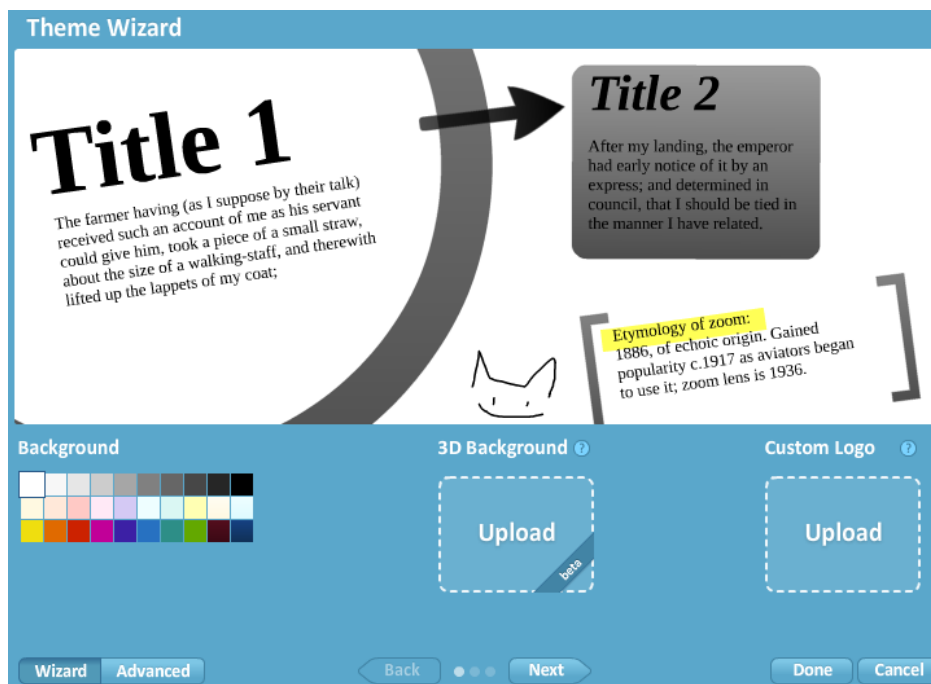 Theme Wizard
Title 1
The farmer having (as I suppose by their talk)
received such an account of me as his servant
could give him, took a piece of a small straw,
about the size of a walking-staff, and therewith
lifted up the lappets of my coat;
Title 2
After my landing, the emperor
had early notice of it by an
express; and determined in
council, that I should be tied in
the manner I have related.
Etymology of zoom:
1886, of echoic origin. Gained
popularity c.1917 as aviators began
to use it; zoom lens is 1936.
Background
3D Background ?
Custom Logo ?
Upload
beta
Upload
Wizard
Advanced
Back
Next
Done
Cancel